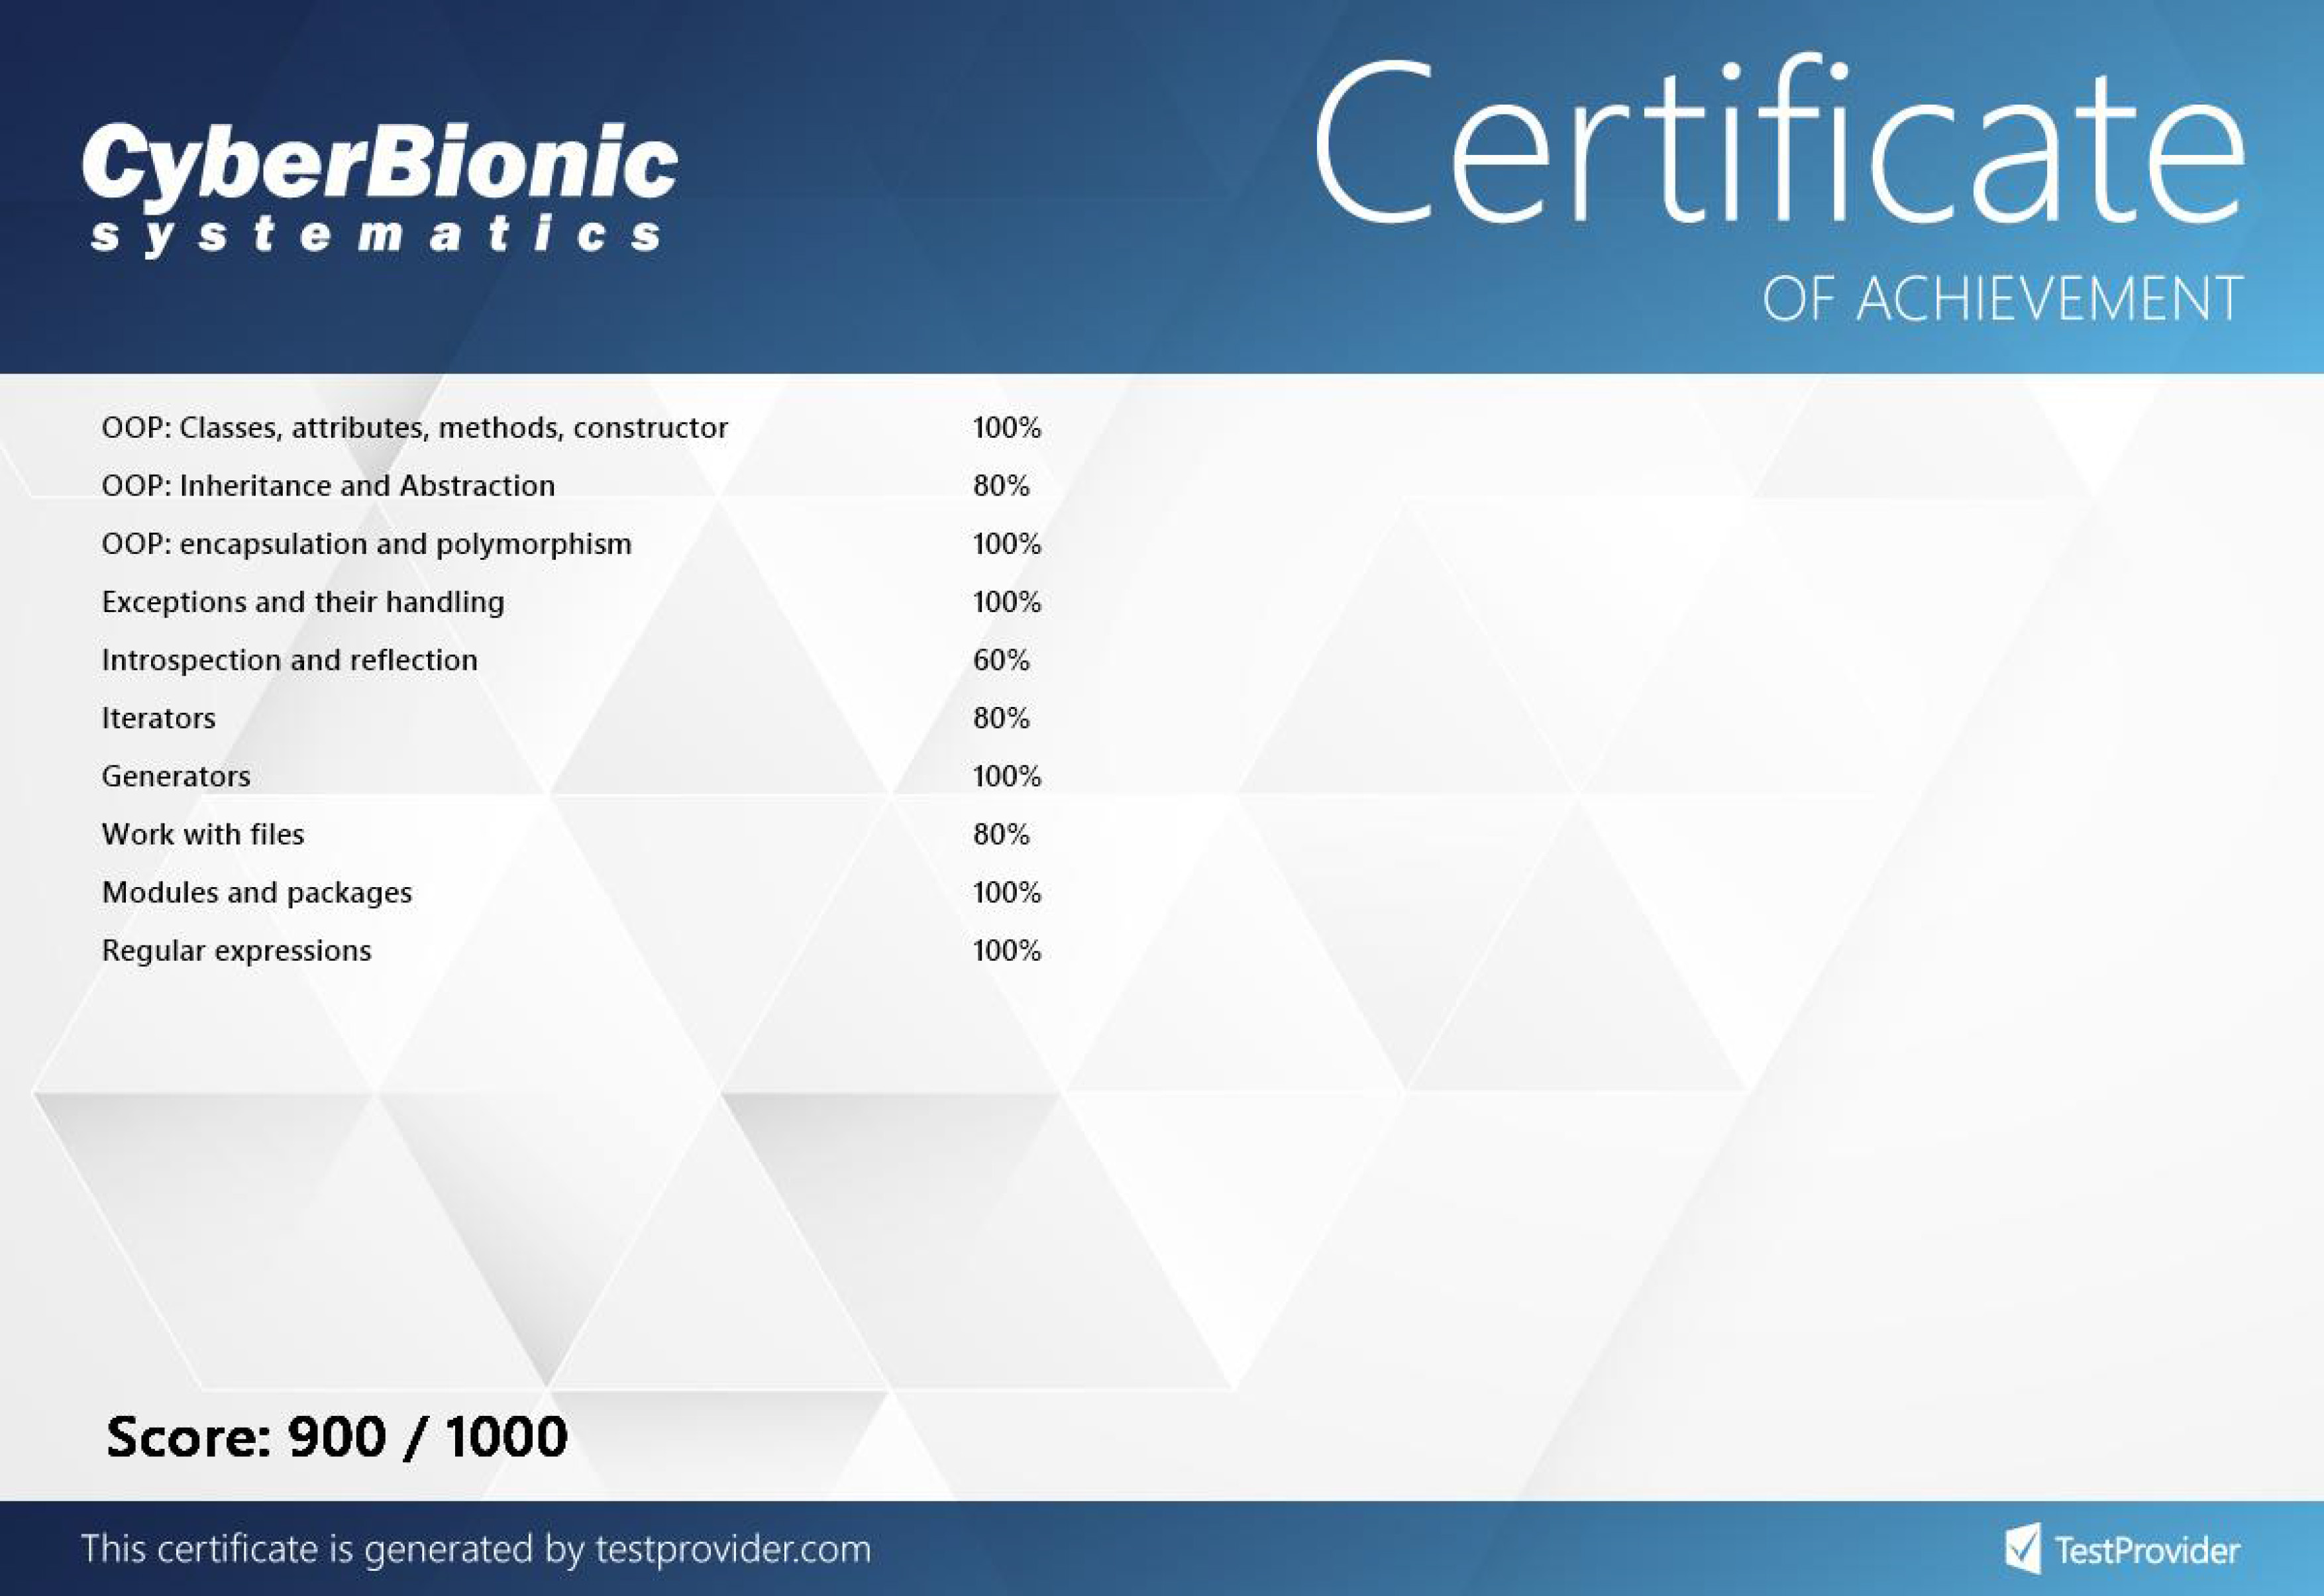 CyberBionic
systematics
Certificate
OF ACHIEVEMENT
OOP: Classes, attributes, methods, constructor 100%
OOP: Inheritance and Abstraction 80%
OOP: encapsulation and polymorphism 100%
Exceptions and their handling 100%
Introspection and reflection 60%
Iterators 80%
Generators 100%
Work with files 80%
Modules and packages 100%
Regular expressions 100%
Score: 900 / 1000
This certificate is generated by testprovider.com
TestProvider